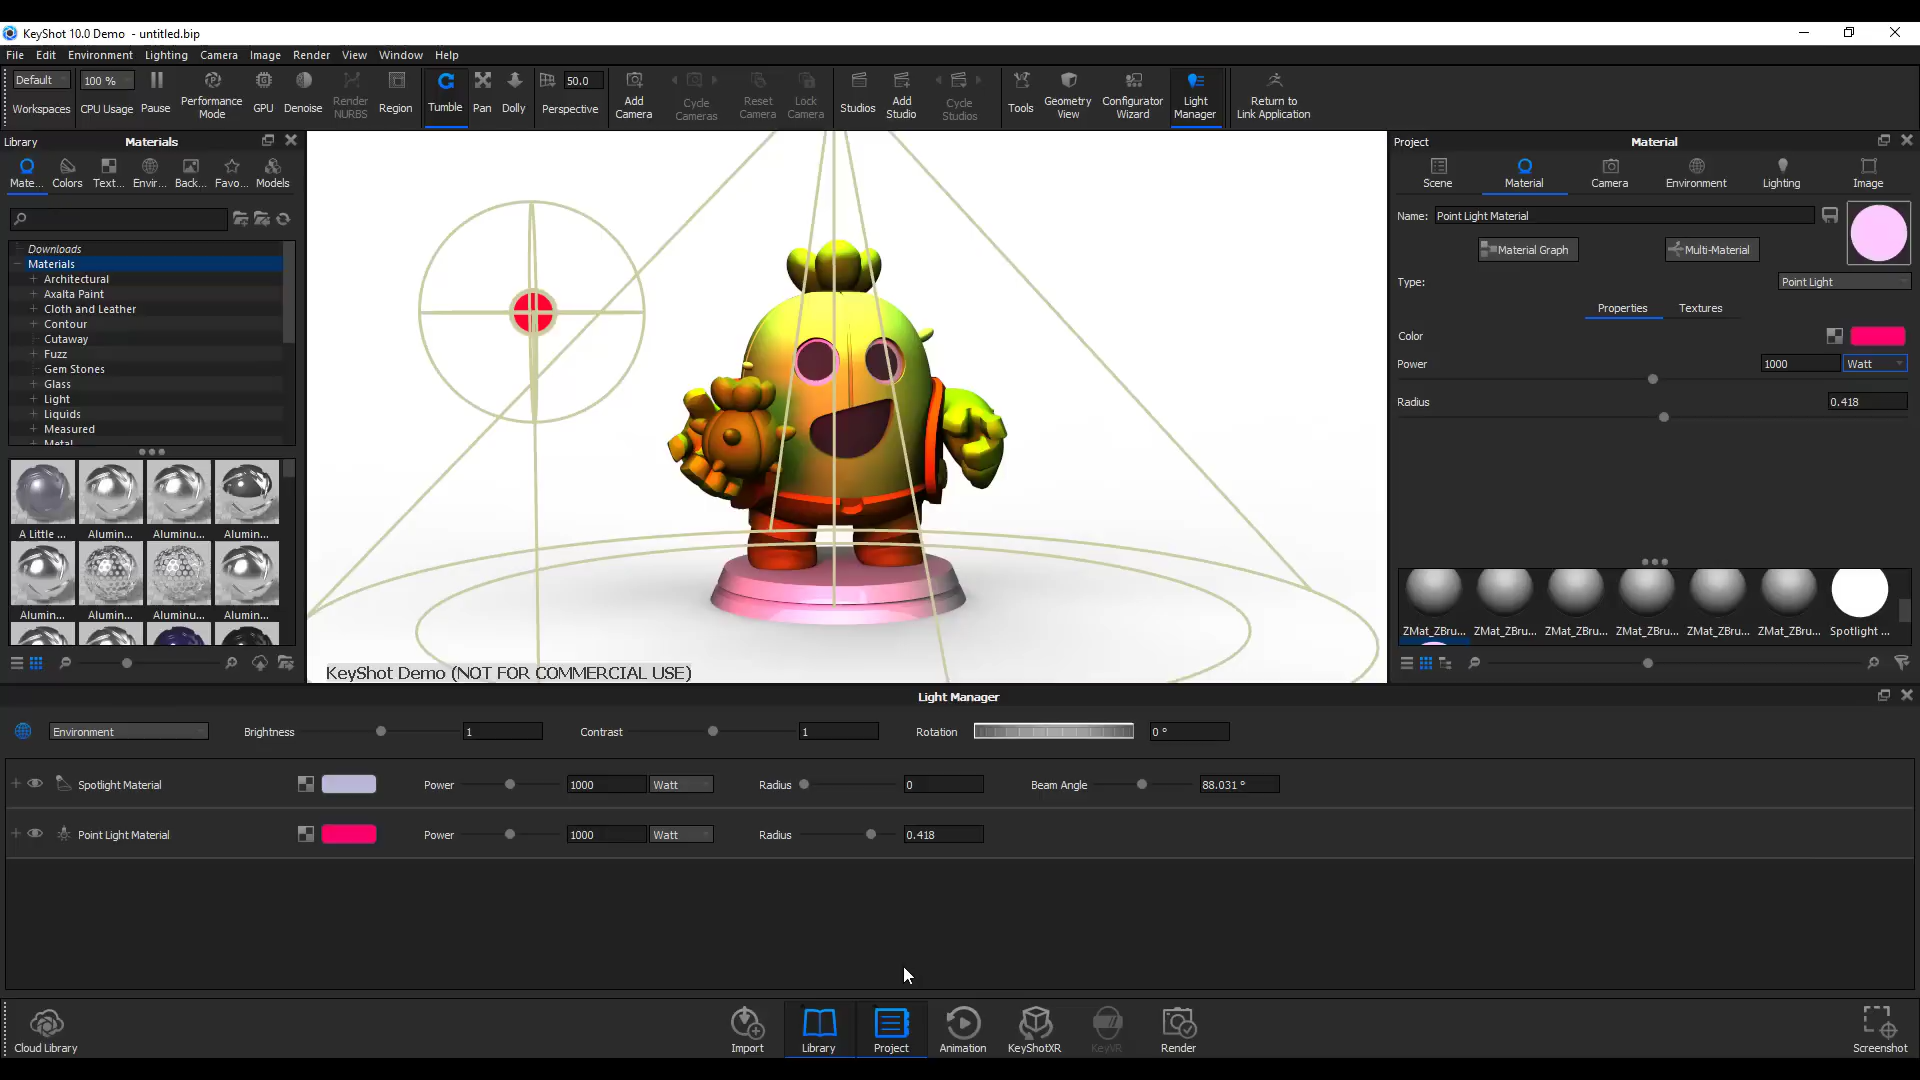 KeyShot 10.0 Demo - untitled.bip
File Edit Environment Lighting Camera Image Render View Window Help
Default 100 % 50.0
Workspaces CPU Usage Pause Performance Mode GPU Denoise Render NURBS Region Tumble Pan Dolly Perspective Add Camera Cycle Cameras Reset Camera Lock Camera Studios Add Studio Cycle Studios Tools Geometry View Configurator Wizard Light Manager Return to Link Application
Library Materials
Mate... Colors Text... Envir... Back... Favo... Models
Downloads
Materials
Architectural
Axalta Paint
Cloth and Leather
Contour
Cutaway
Fuzz
Gem Stones
Glass
Light
Liquids
Measured
Metal
A Little ... Alumin... Aluminu... Alumin...
Alumin... Alumin... Aluminu... Alumin...
KeyShot Demo (NOT FOR COMMERCIAL USE)
Project Material
Scene Material Camera Environment Lighting Image
Name: Point Light Material
Material Graph Multi-Material
Type: Point Light
Properties Textures
Color
Power 1000 Watt
Radius 0.418
ZMat_ZBru... ZMat_ZBru... ZMat_ZBru... ZMat_ZBru... ZMat_ZBru... ZMat_ZBru... Spotlight ...
Light Manager
Environment Brightness 1 Contrast 1 Rotation 0 °
Spotlight Material Power 1000 Watt Radius 0 Beam Angle 88.031 °
Point Light Material Power 1000 Watt Radius 0.418
Cloud Library Import Library Project Animation KeyShotXR KeyVR Render Screenshot